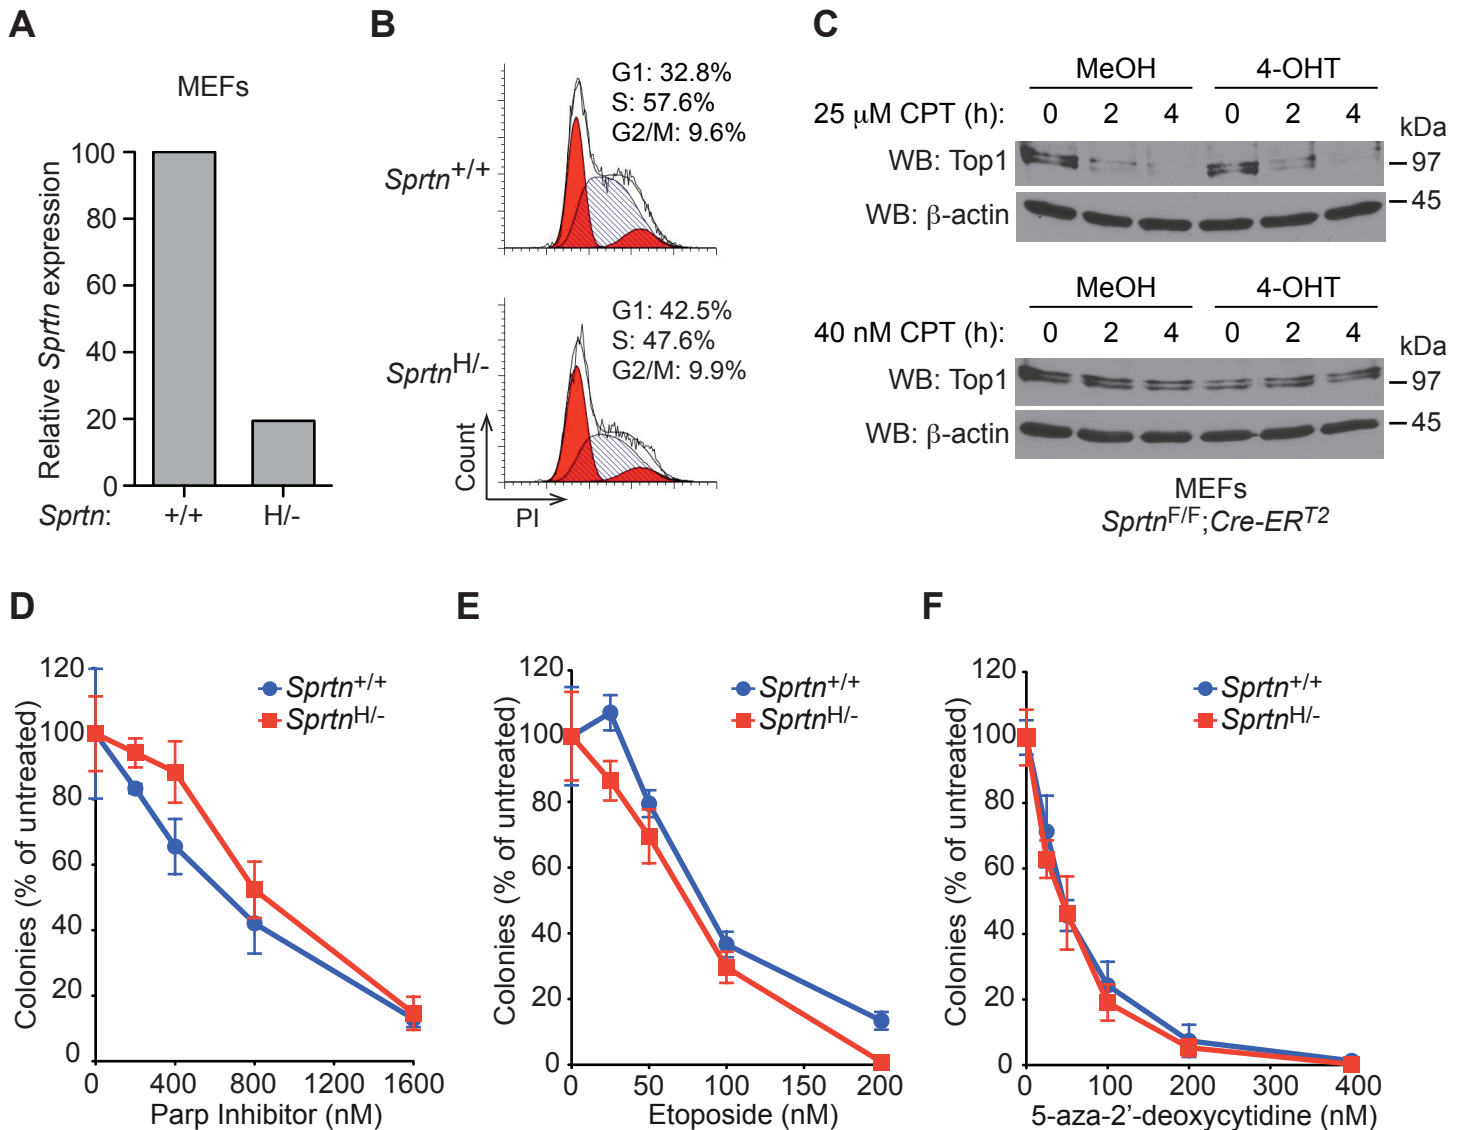 A
MEFs
Relative Sprtn expression
100
80
60
40
20
0
Sprtn: +/+ H/-
B
Sprtn+/+
G1: 32.8%
S: 57.6%
G2/M: 9.6%
SprtnH/-
G1: 42.5%
S: 47.6%
G2/M: 9.9%
Count
PI
C
MeOH 4-OHT
25 μM CPT (h): 0 2 4 0 2 4
kDa
WB: Top1 97
WB: β-actin 45
MeOH 4-OHT
40 nM CPT (h): 0 2 4 0 2 4
kDa
WB: Top1 97
WB: β-actin 45
MEFs
SprtnF/F;Cre-ERT2
D
Colonies (% of untreated)
120
100
80
60
40
20
0
Sprtn+/+
SprtnH/-
0 400 800 1200 1600
Parp Inhibitor (nM)
E
Colonies (% of untreated)
120
100
80
60
40
20
0
Sprtn+/+
SprtnH/-
0 50 100 150 200
Etoposide (nM)
F
Colonies (% of untreated)
120
100
80
60
40
20
0
Sprtn+/+
SprtnH/-
0 100 200 300 400
5-aza-2’-deoxycytidine (nM)